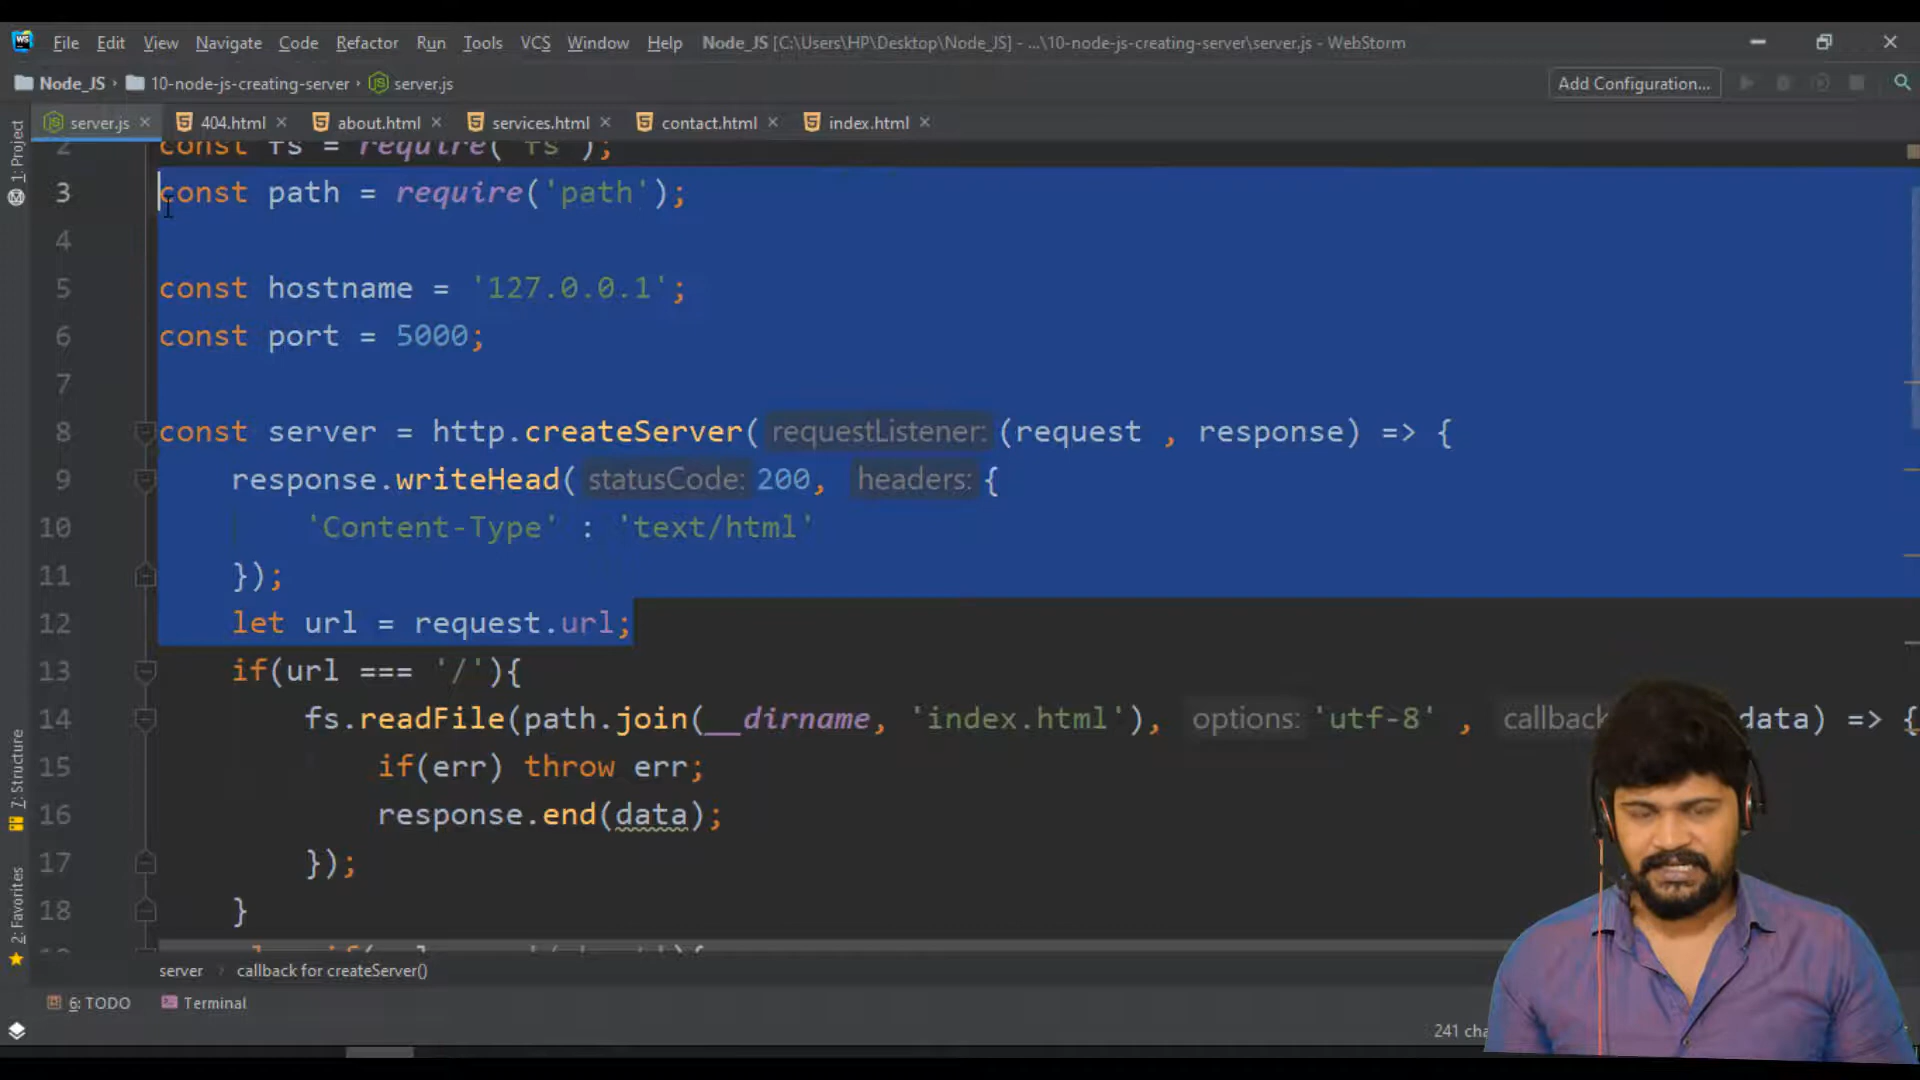 WS File Edit View Navigate Code Refactor Run Tools VCS Window Help Node_JS [C:\Users\HP\Desktop\Node_JS] - ...\10-node-js-creating-server\server.js - WebStorm
Node_JS 10-node-js-creating-server server.js Add Configuration...
server.js 404.html about.html services.html contact.html index.html
1: Project
7: Structure
2: Favorites
2 const fs = require('fs');
3 const path = require('path');
4
5 const hostname = '127.0.0.1';
6 const port = 5000;
7
8 const server = http.createServer( requestListener: (request , response) => {
9 response.writeHead( statusCode: 200, headers: {
10 'Content-Type' : 'text/html'
11 });
12 let url = request.url;
13 if(url === '/'){
14 fs.readFile(path.join(__dirname, 'index.html'), options: 'utf-8' , callback data) => {
15 if(err) throw err;
16 response.end(data);
17 });
18 }
server callback for createServer()
6: TODO Terminal
241 cha